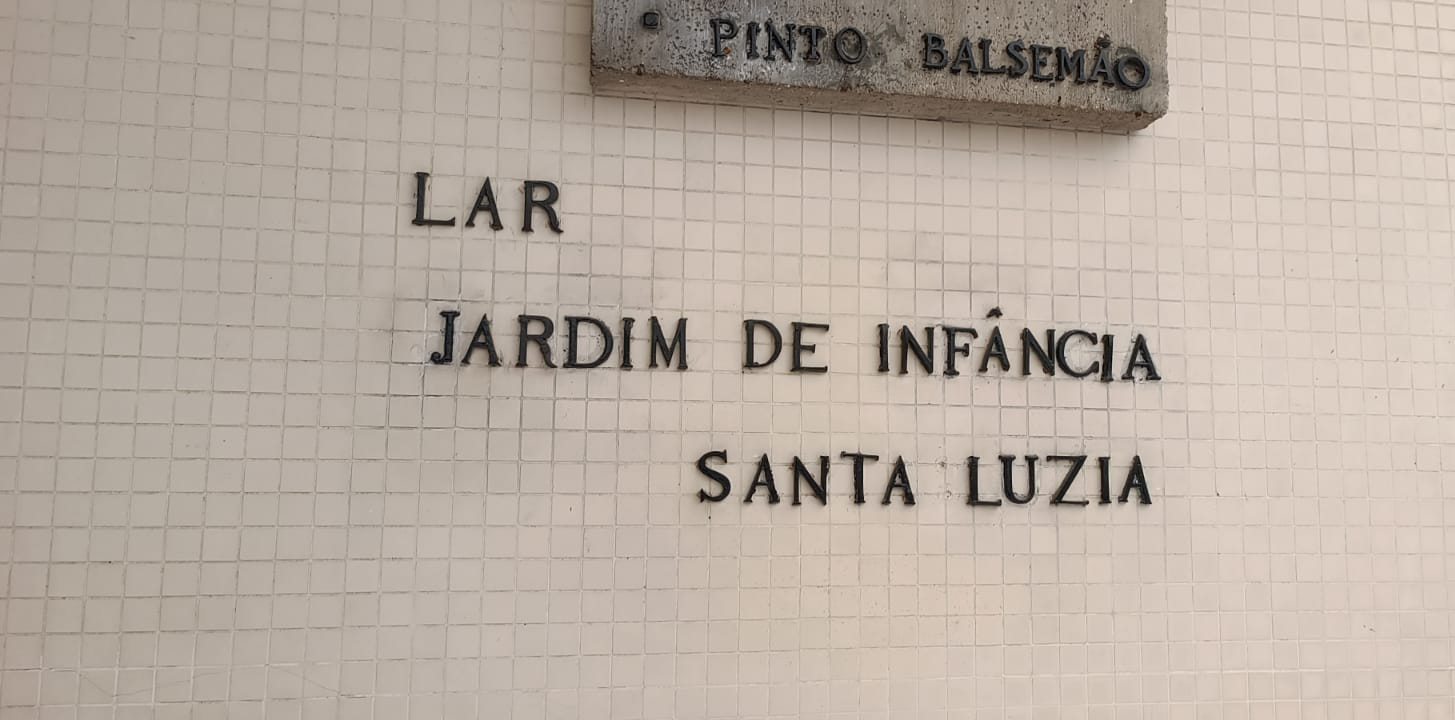 PINTO BALSEMÃO
LAR
JARDIM DE INFÂNCIA
SANTA LUZIA